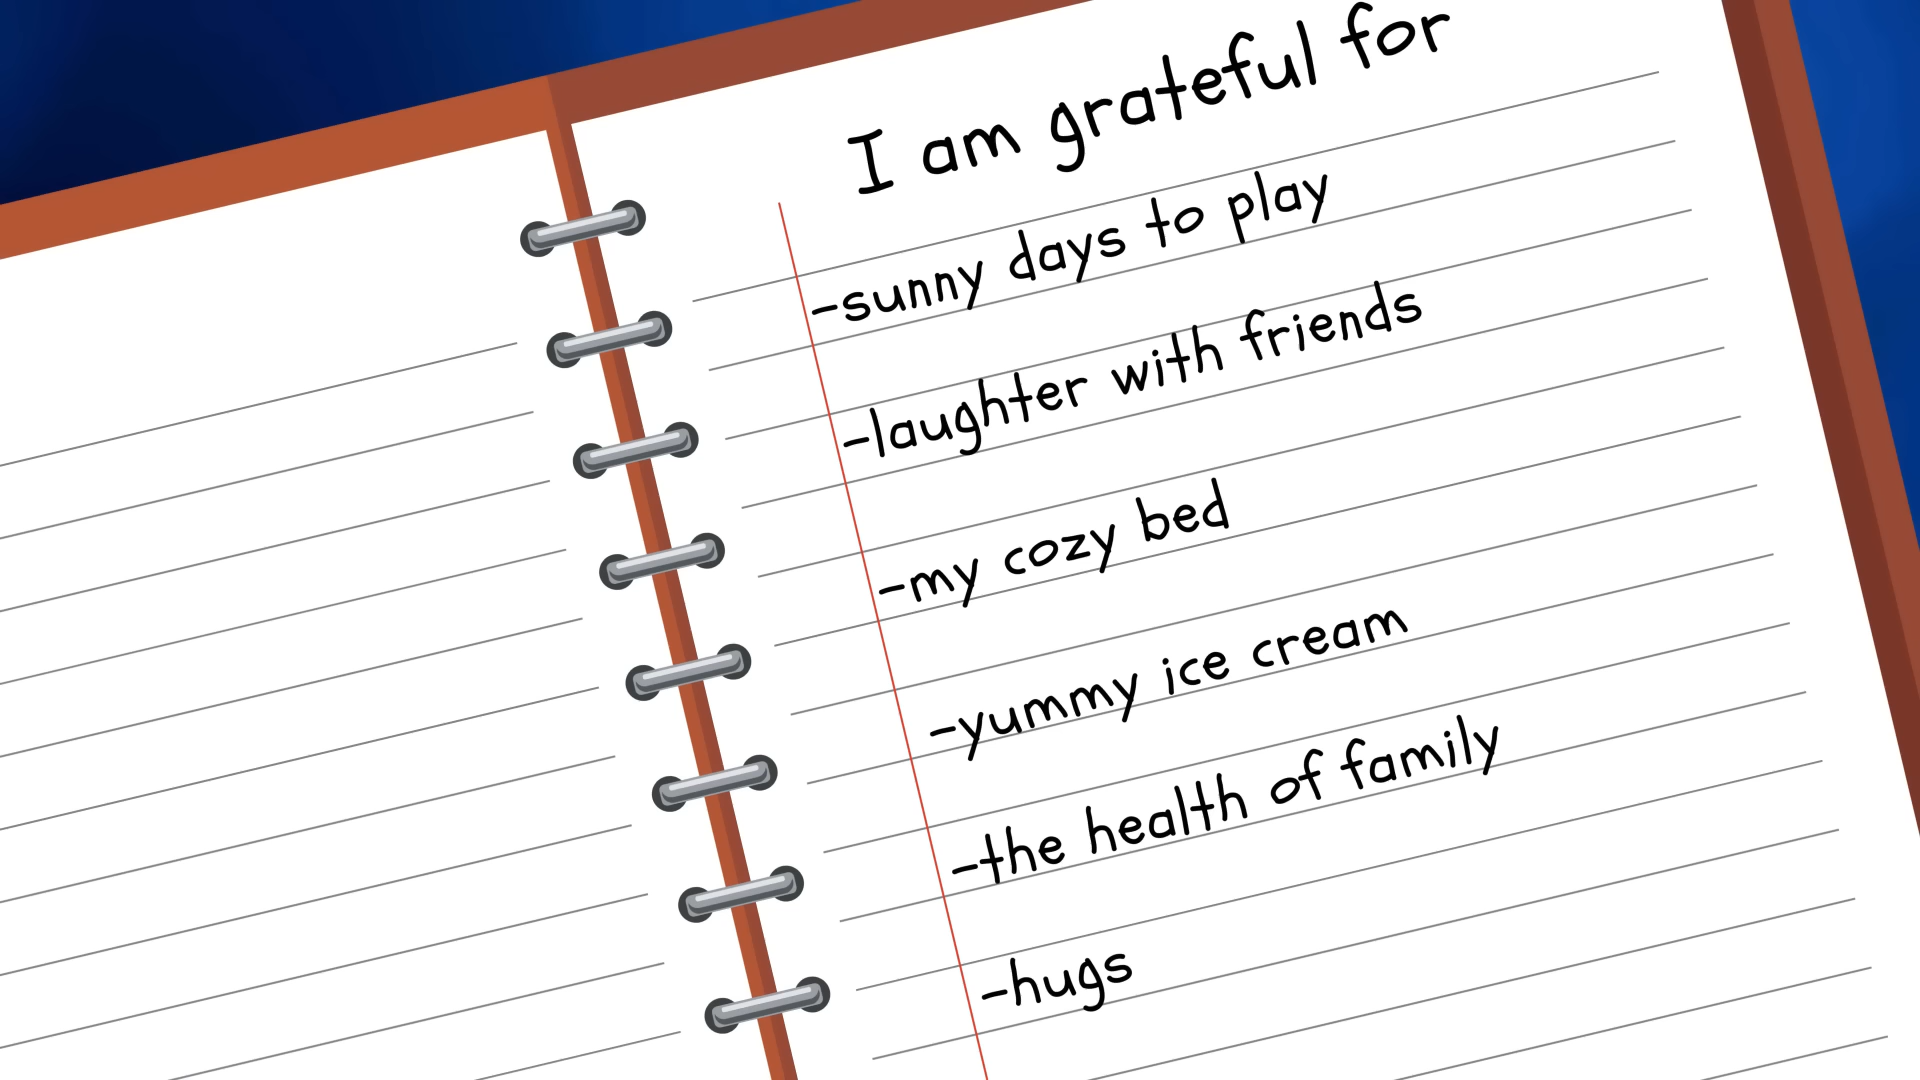 I am grateful for
-sunny days to play
-laughter with friends
-my cozy bed
-yummy ice cream
-the health of family
-hugs